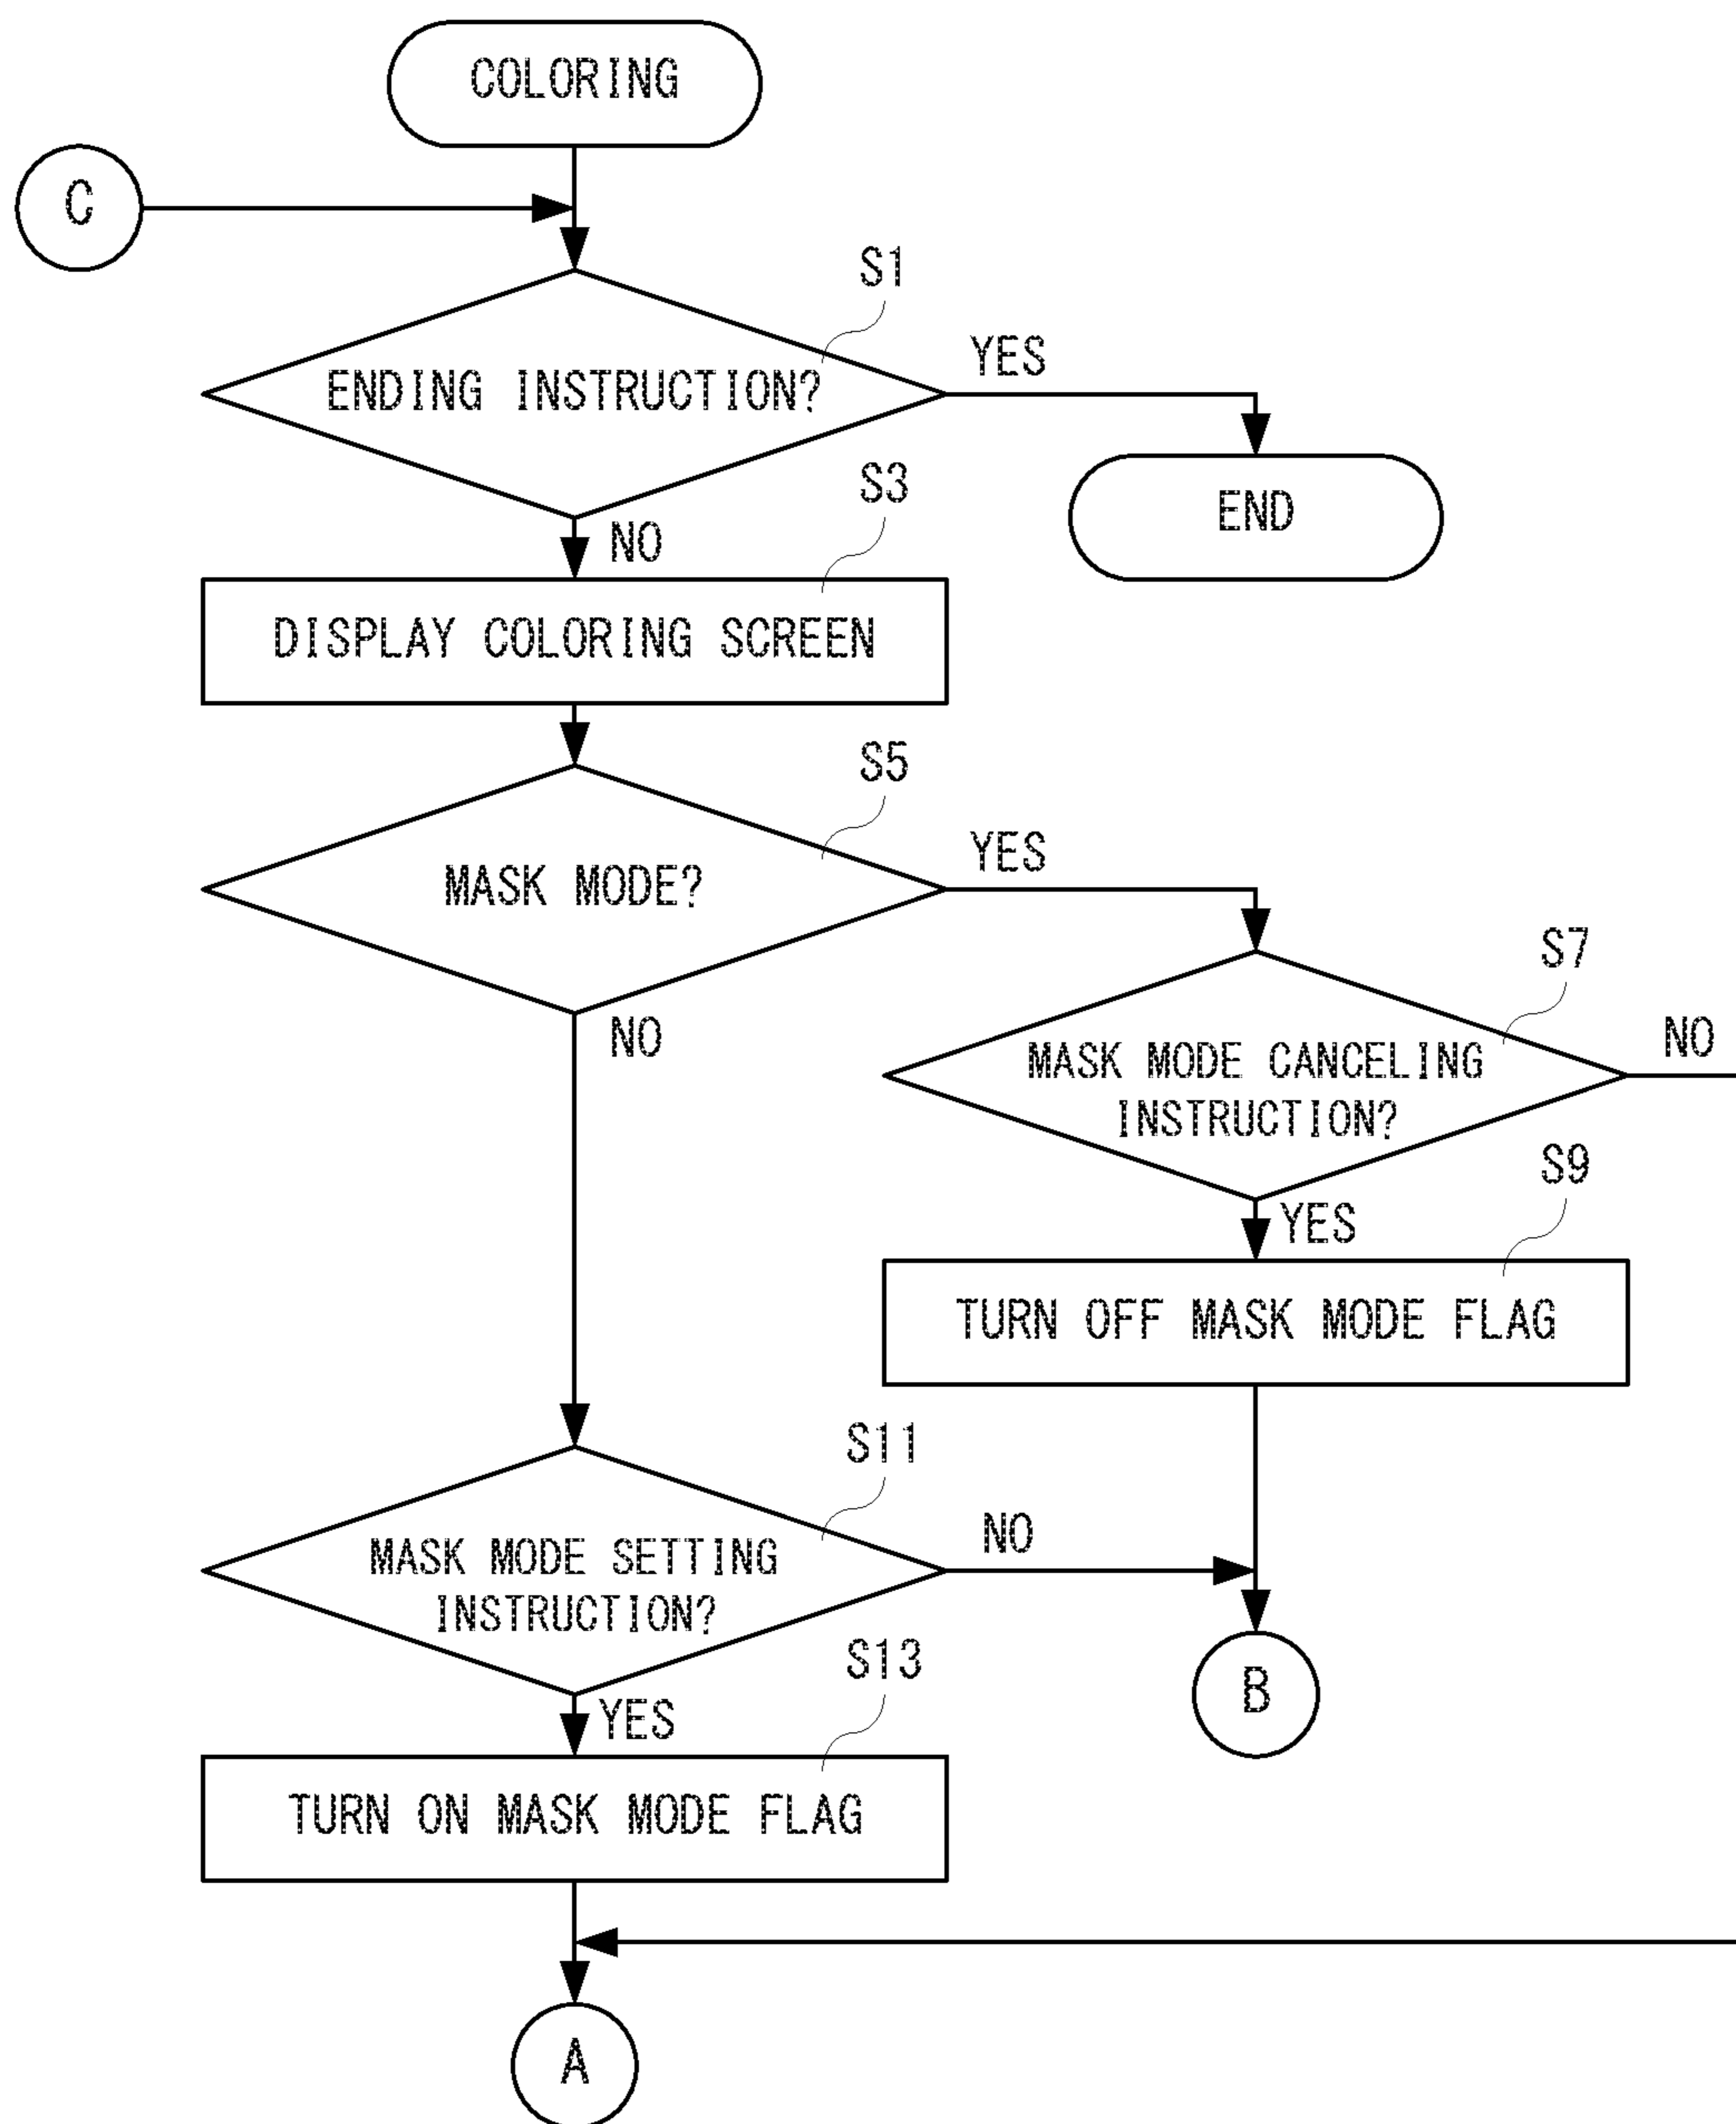 COLORING
C
S1
ENDING INSTRUCTION?
YES
END
NO
S3
DISPLAY COLORING SCREEN
S5
MASK MODE?
YES
NO
S7
MASK MODE CANCELING
INSTRUCTION?
NO
YES
S9
TURN OFF MASK MODE FLAG
S11
MASK MODE SETTING
INSTRUCTION?
NO
B
YES
S13
TURN ON MASK MODE FLAG
A